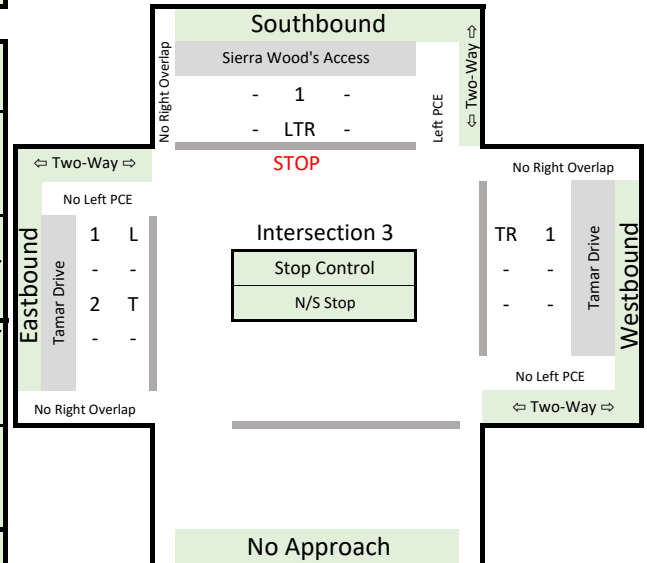 Southbound
Sierra Wood's Access
No Right Overlap
- 1 -
- LTR -
Left PCE
⇦ Two-Way ⇨
STOP
⇦ Two-Way ⇨
No Left PCE
Eastbound
Tamar Drive
1 L
- -
2 T
- -
No Right Overlap
Intersection 3
Stop Control
N/S Stop
No Right Overlap
TR 1
- -
- -
Tamar Drive
Westbound
No Left PCE
⇦ Two-Way ⇨
No Approach